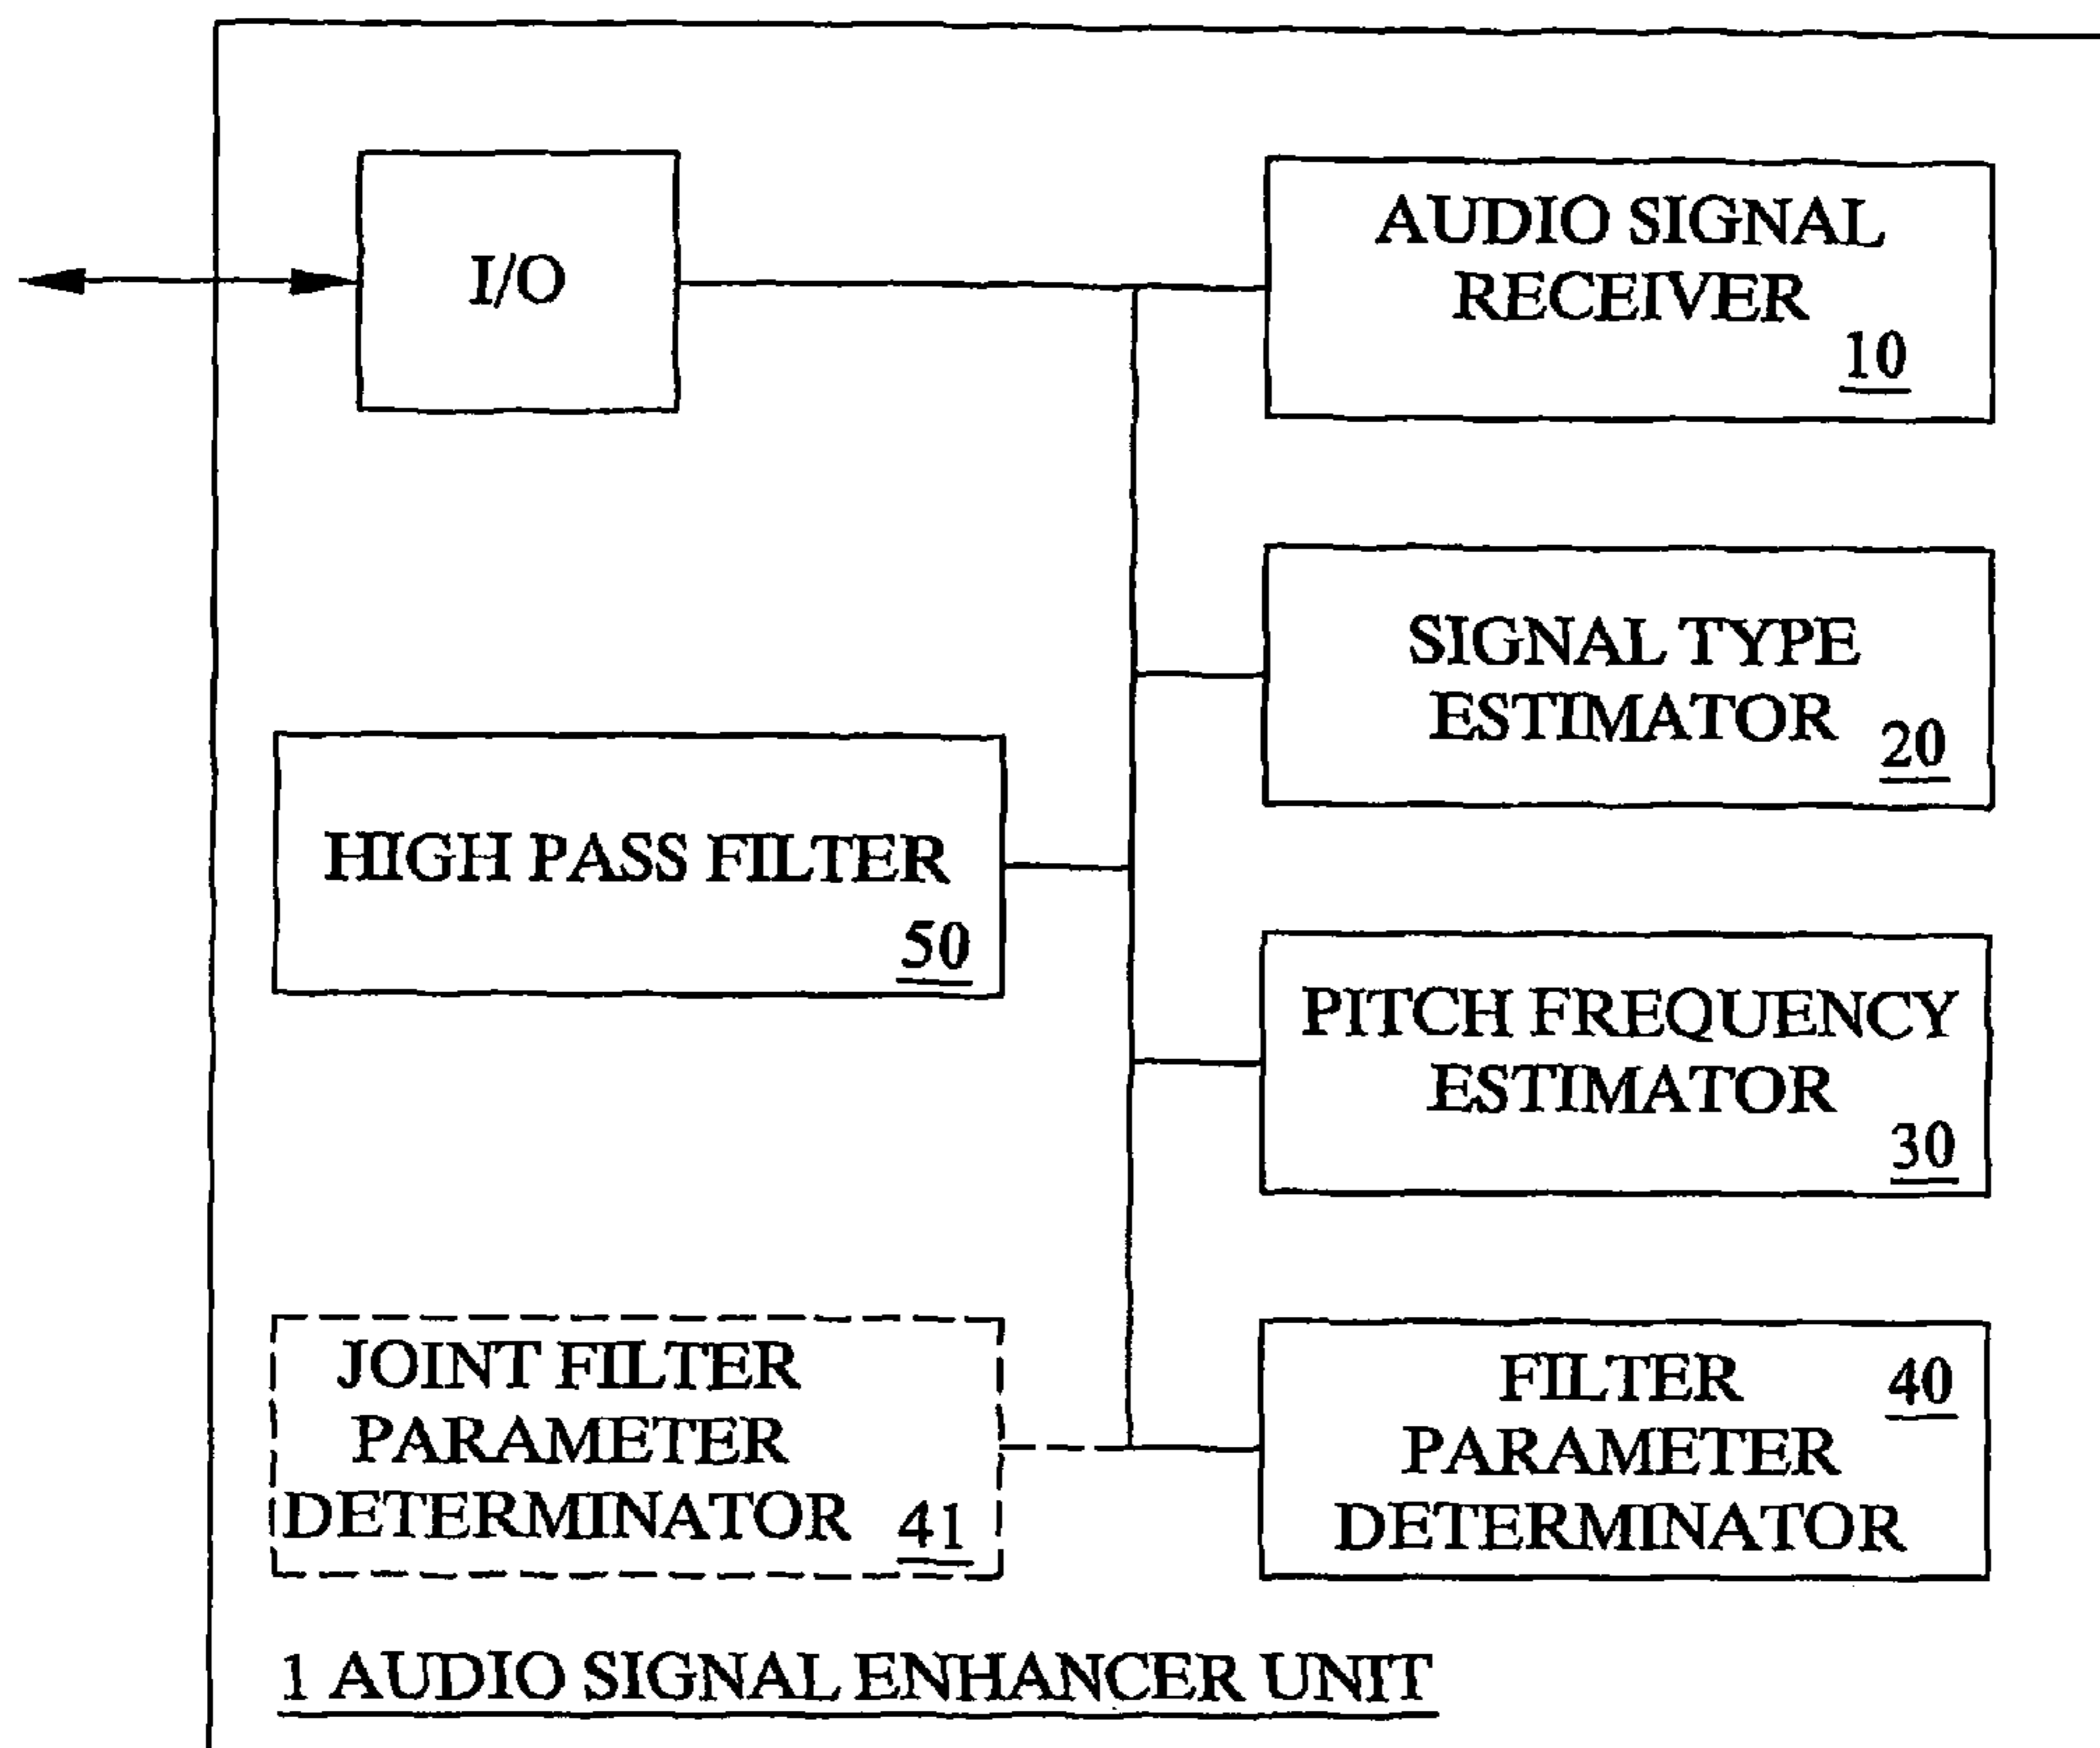 I/O
AUDIO SIGNAL
RECEIVER
10
SIGNAL TYPE
ESTIMATOR
20
HIGH PASS FILTER
50
PITCH FREQUENCY
ESTIMATOR
30
JOINT FILTER
PARAMETER
DETERMINATOR 41
FILTER 40
PARAMETER
DETERMINATOR
1 AUDIO SIGNAL ENHANCER UNIT